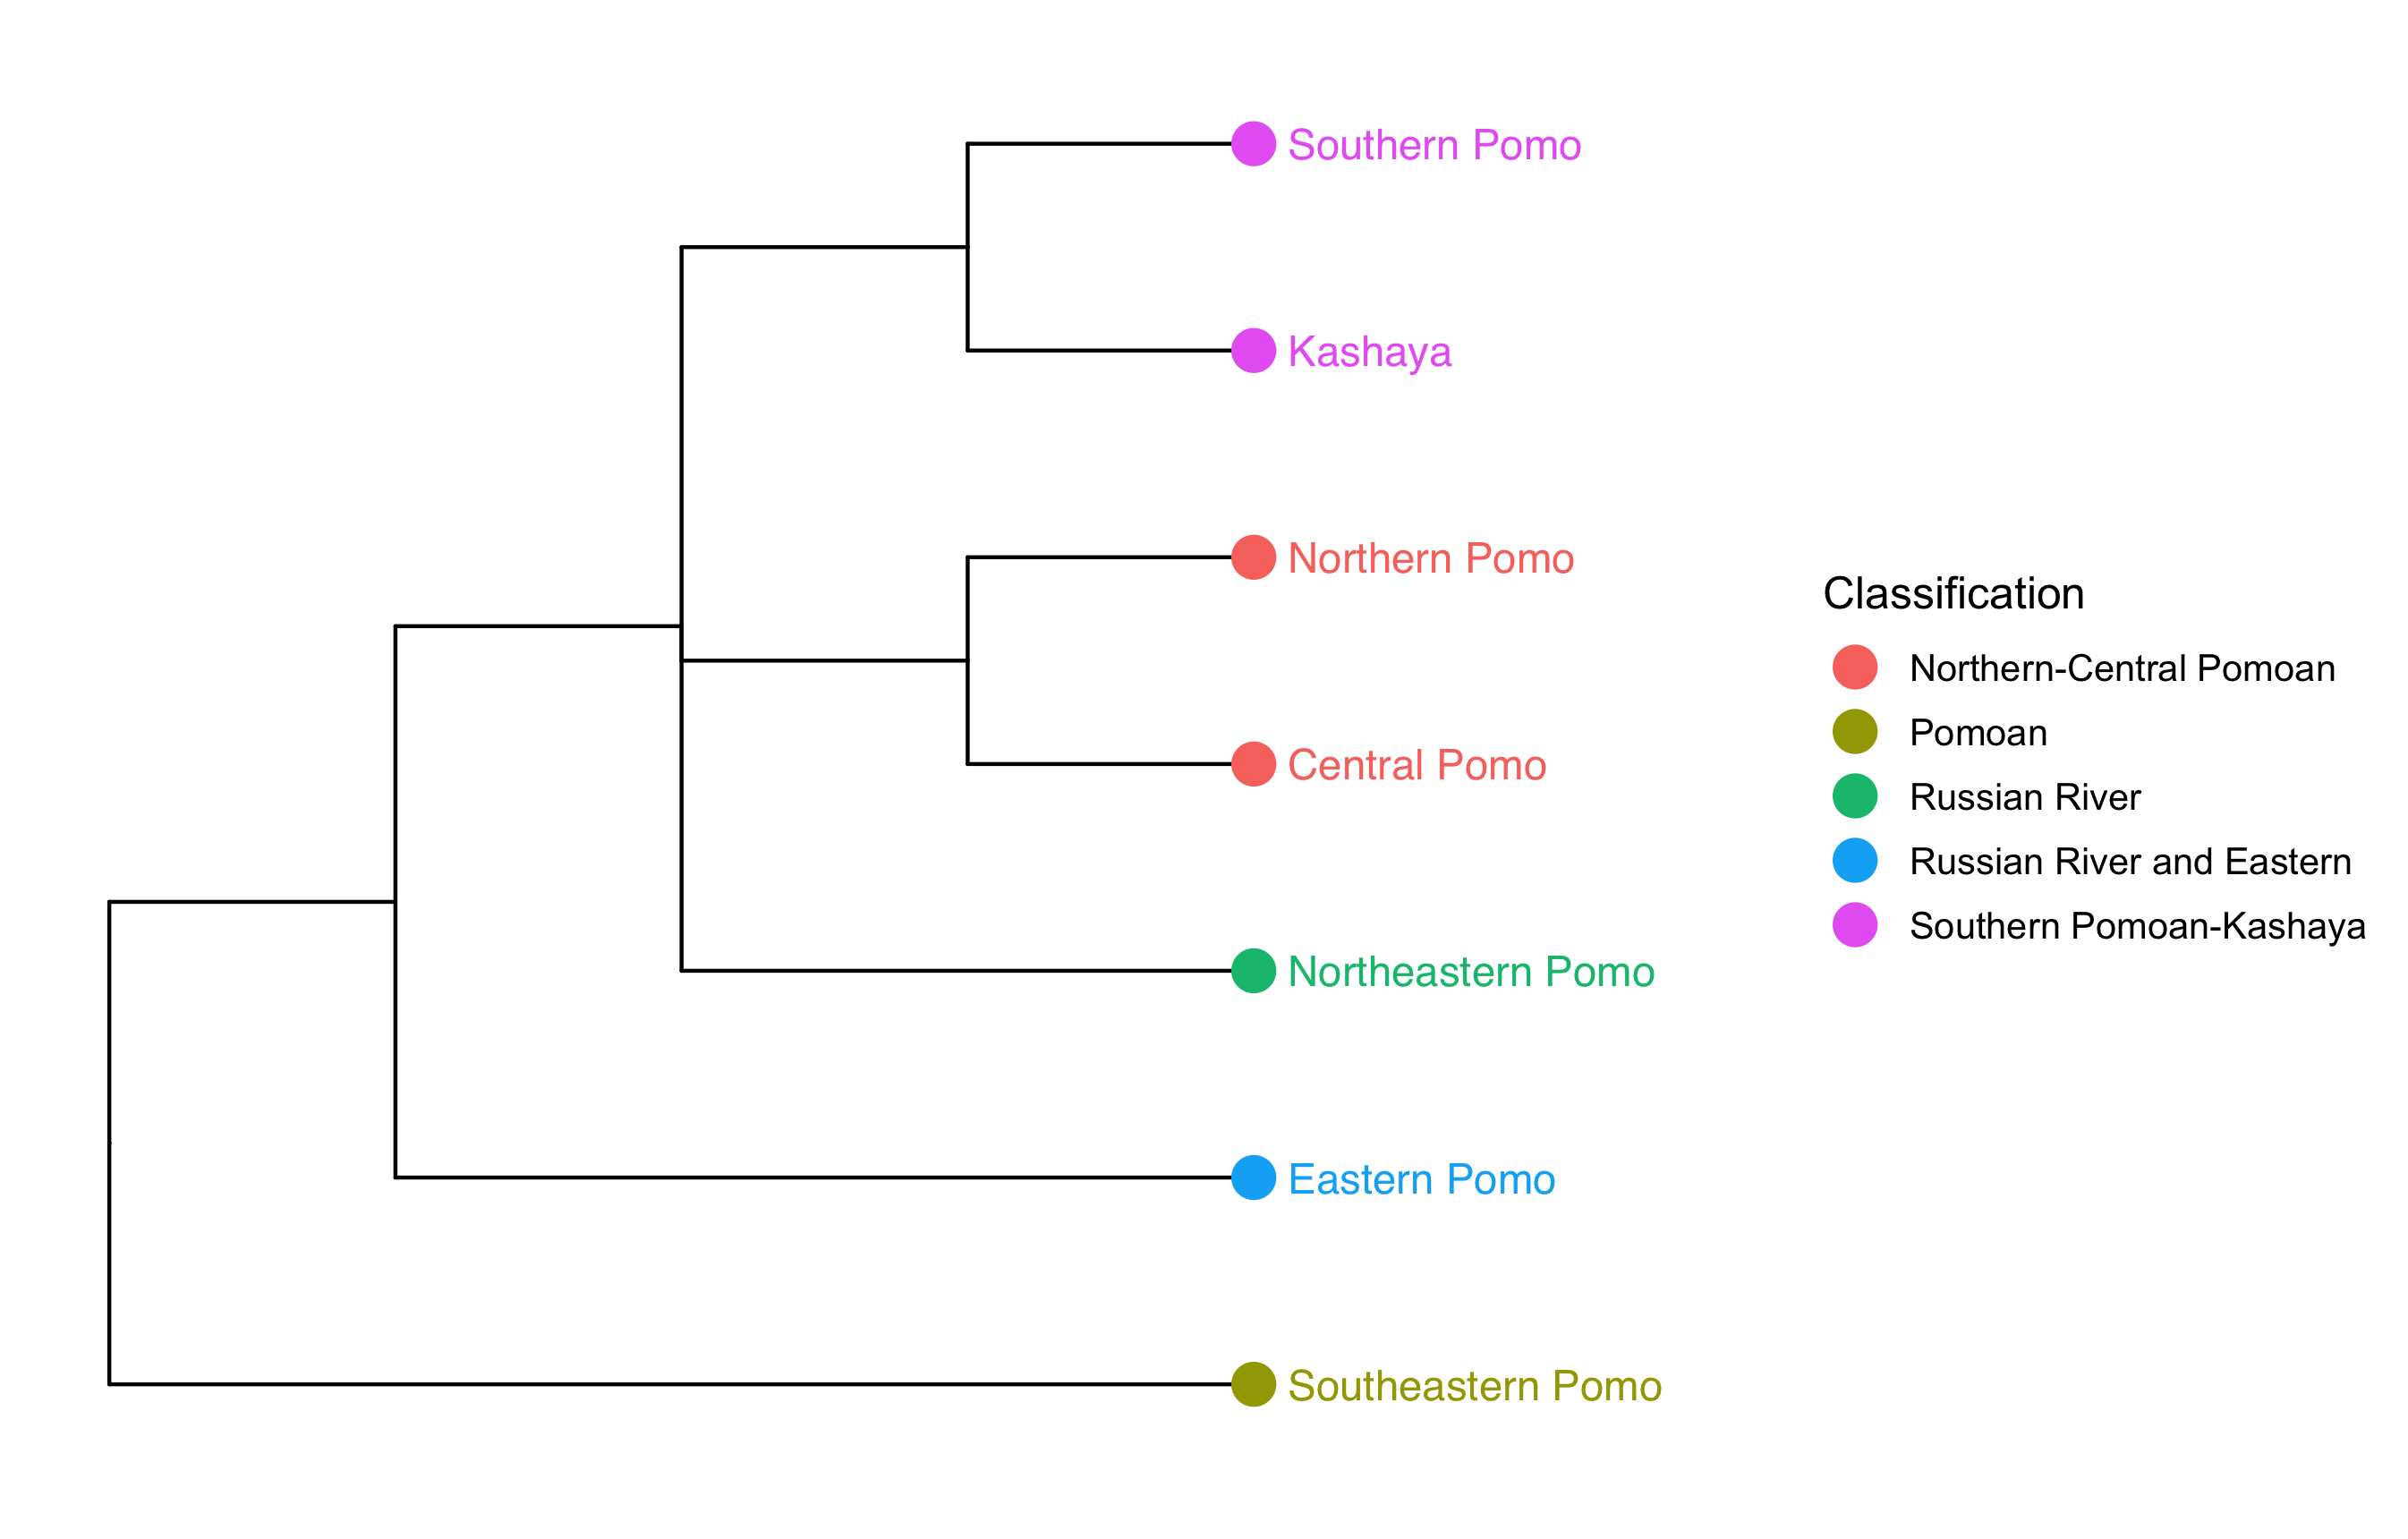 Southern Pomo
Kashaya
Northern Pomo
Central Pomo
Northeastern Pomo
Eastern Pomo
Southeastern Pomo
Classification
Northern-Central Pomoan
Pomoan
Russian River
Russian River and Eastern
Southern Pomoan-Kashaya